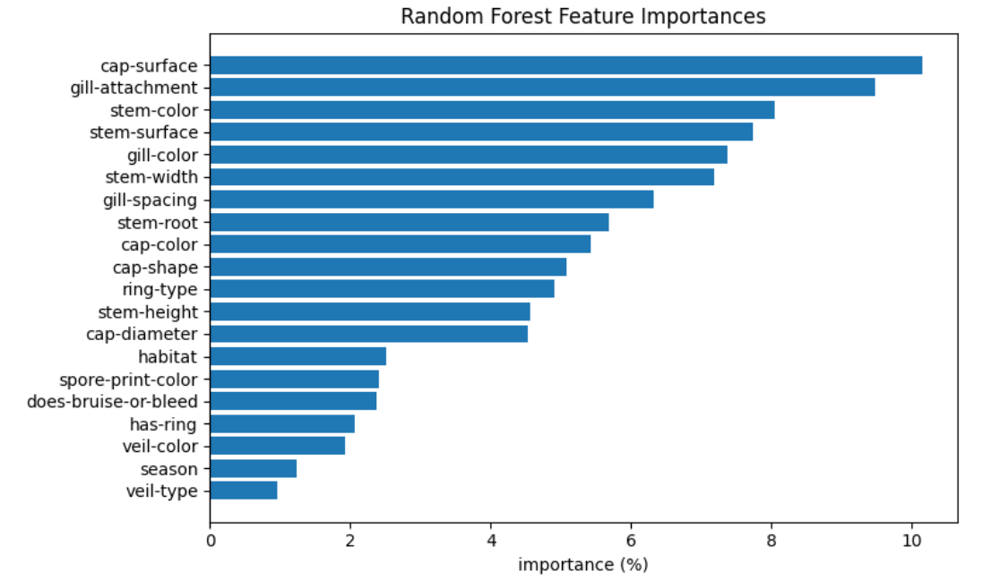 Random Forest Feature Importances
cap-surface
gill-attachment
stem-color
stem-surface
gill-color
stem-width
gill-spacing
stem-root
cap-color
cap-shape
ring-type
stem-height
cap-diameter
habitat
spore-print-color
does-bruise-or-bleed
has-ring
veil-color
season
veil-type
0 2 4 6 8 10
importance (%)